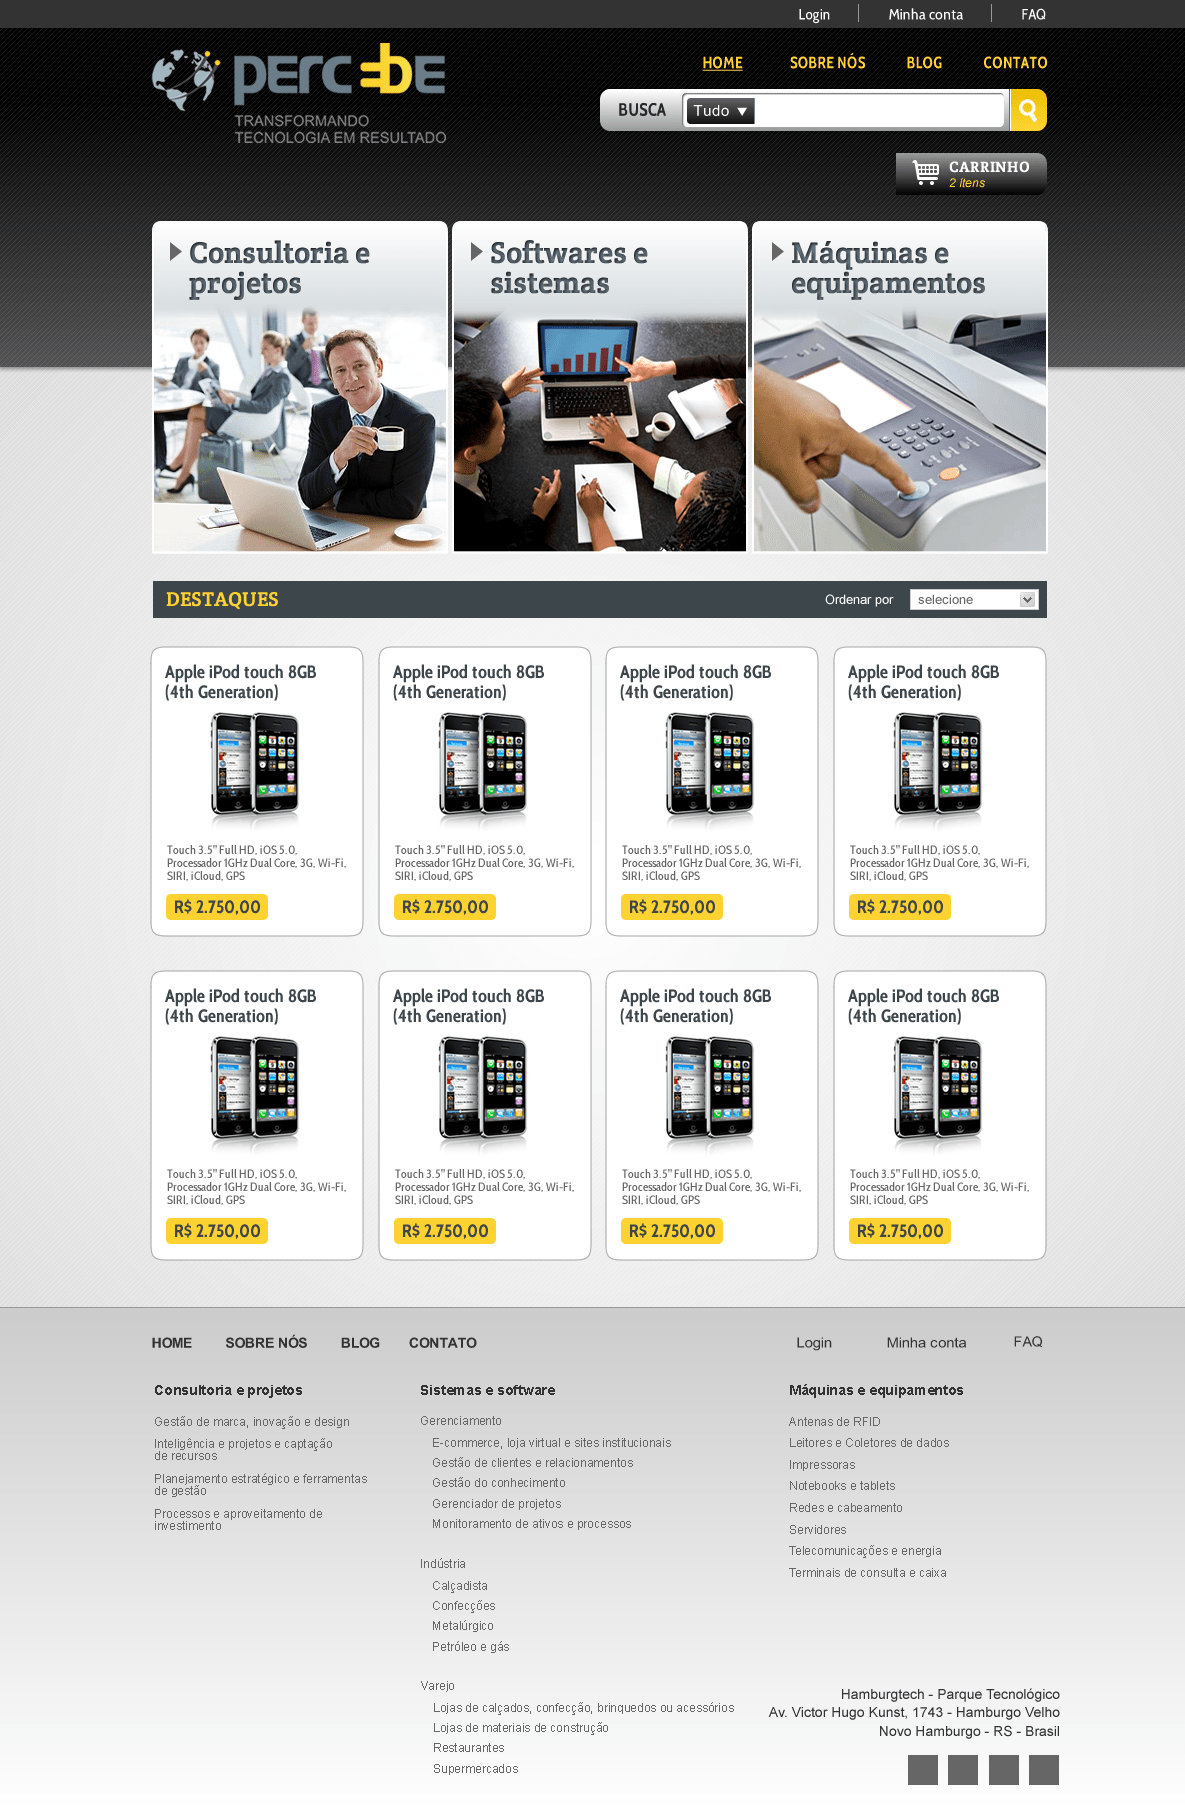 Login
Minha conta
FAQ
PERCEBE
TRANSFORMANDO
TECNOLOGIA EM RESULTADO
HOME
SOBRE NÓS
BLOG
CONTATO
BUSCA
Tudo
CARRINHO
2 ítens
Consultoria e
projetos
Softwares e
sistemas
Máquinas e
equipamentos
DESTAQUES
Ordenar por
selecione
Apple iPod touch 8GB
(4th Generation)
Touch 3.5" Full HD, iOS 5.0,
Processador 1GHz Dual Core, 3G, Wi-Fi,
SIRI, iCloud, GPS
R$ 2.750,00
Apple iPod touch 8GB
(4th Generation)
Touch 3.5" Full HD, iOS 5.0,
Processador 1GHz Dual Core, 3G, Wi-Fi,
SIRI, iCloud, GPS
R$ 2.750,00
Apple iPod touch 8GB
(4th Generation)
Touch 3.5" Full HD, iOS 5.0,
Processador 1GHz Dual Core, 3G, Wi-Fi,
SIRI, iCloud, GPS
R$ 2.750,00
Apple iPod touch 8GB
(4th Generation)
Touch 3.5" Full HD, iOS 5.0,
Processador 1GHz Dual Core, 3G, Wi-Fi,
SIRI, iCloud, GPS
R$ 2.750,00
Apple iPod touch 8GB
(4th Generation)
Touch 3.5" Full HD, iOS 5.0,
Processador 1GHz Dual Core, 3G, Wi-Fi,
SIRI, iCloud, GPS
R$ 2.750,00
Apple iPod touch 8GB
(4th Generation)
Touch 3.5" Full HD, iOS 5.0,
Processador 1GHz Dual Core, 3G, Wi-Fi,
SIRI, iCloud, GPS
R$ 2.750,00
Apple iPod touch 8GB
(4th Generation)
Touch 3.5" Full HD, iOS 5.0,
Processador 1GHz Dual Core, 3G, Wi-Fi,
SIRI, iCloud, GPS
R$ 2.750,00
Apple iPod touch 8GB
(4th Generation)
Touch 3.5" Full HD, iOS 5.0,
Processador 1GHz Dual Core, 3G, Wi-Fi,
SIRI, iCloud, GPS
R$ 2.750,00
HOME
SOBRE NÓS
BLOG
CONTATO
Login
Minha conta
FAQ
Consultoria e projetos
Gestão de marca, inovação e design
Inteligência e projetos e captação
de recursos
Planejamento estratégico e ferramentas
de gestão
Processos e aproveitamento de
investimento
Sistemas e software
Gerenciamento
E-commerce, loja virtual e sites institucionais
Gestão de clientes e relacionamentos
Gestão do conhecimento
Gerenciador de projetos
Monitoramento de ativos e processos
Indústria
Calçadista
Confecções
Metalúrgico
Petróleo e gás
Varejo
Lojas de calçados, confecção, brinquedos ou acessórios
Lojas de materiais de construção
Restaurantes
Supermercados
Máquinas e equipamentos
Antenas de RFID
Leitores e Coletores de dados
Impressoras
Notebooks e tablets
Redes e cabeamento
Servidores
Telecomunicações e energia
Terminais de consulta e caixa
Hamburgtech - Parque Tecnológico
Av. Victor Hugo Kunst, 1743 - Hamburgo Velho
Novo Hamburgo - RS - Brasil